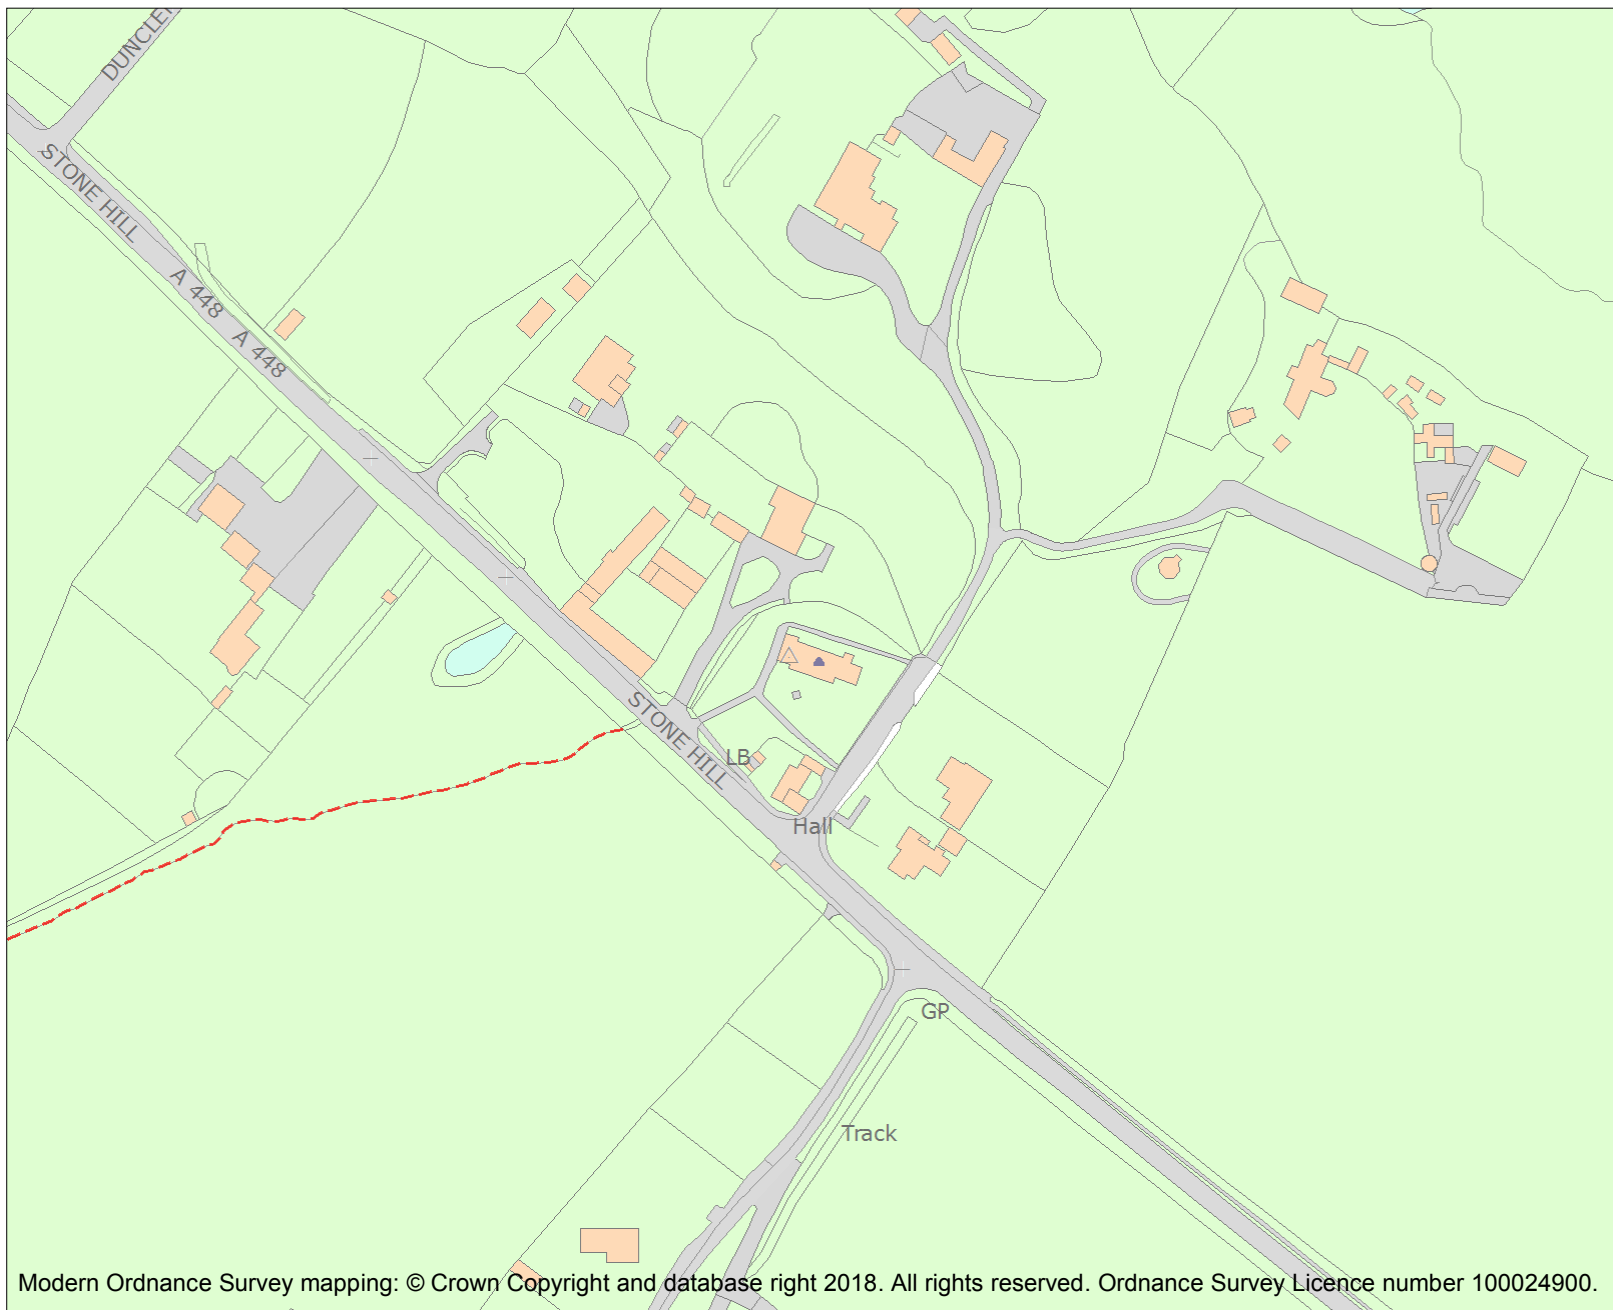 DUNCLE
STONE HILL
A 448
A 448
STONE HILL
LB
Hall
GP
Track
Modern Ordnance Survey mapping: © Crown Copyright and database right 2018. All rights reserved. Ordnance Survey Licence number 100024900.